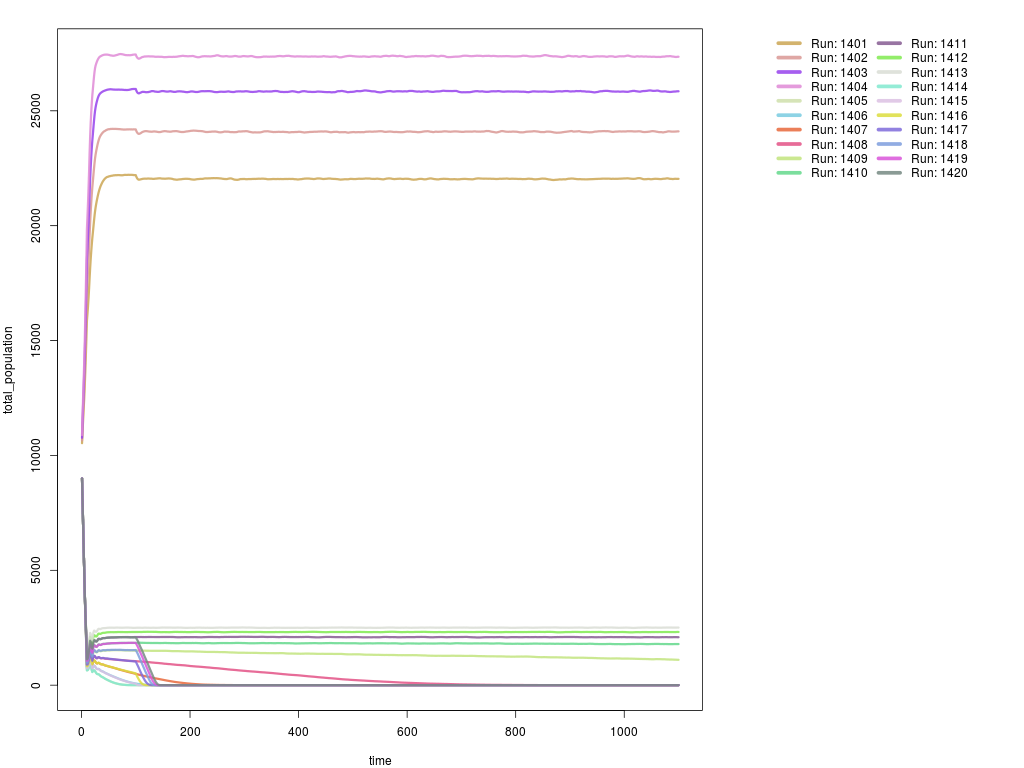 Run: 1401
Run: 1402
Run: 1403
Run: 1404
Run: 1405
Run: 1406
Run: 1407
Run: 1408
Run: 1409
Run: 1410
Run: 1411
Run: 1412
Run: 1413
Run: 1414
Run: 1415
Run: 1416
Run: 1417
Run: 1418
Run: 1419
Run: 1420
total_population
25000
20000
15000
10000
5000
0
0
200
400
600
800
1000
time